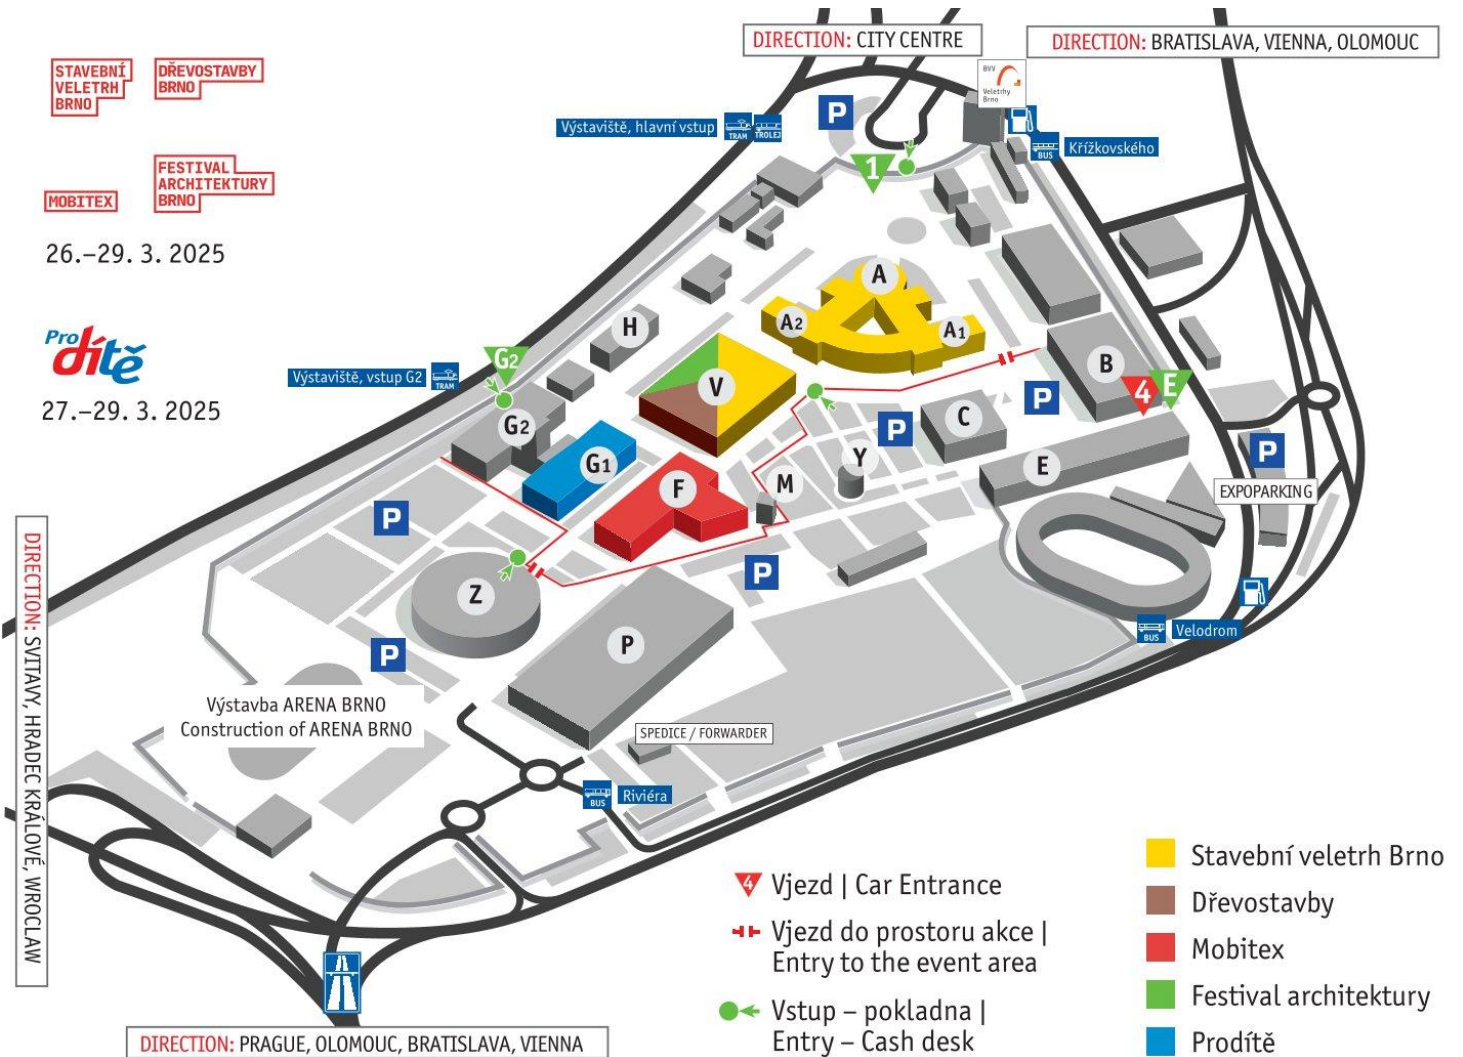 STAVEBNÍ
VELETRH
BRNO
DŘEVOSTAVBY
BRNO
MOBITEX
FESTIVAL
ARCHITEKTURY
BRNO
26.–29. 3. 2025
Pro
dítě
27.–29. 3. 2025
DIRECTION: CITY CENTRE
DIRECTION: BRATISLAVA, VIENNA, OLOMOUC
BVV
Veletrhy
Brno
P
Výstaviště, hlavní vstup
TRAM
TROLEJ
BUS
Křížkovského
1
A
A2
A1
H
G2
Výstaviště, vstup G2
TRAM
V
B
4
E
P
C
P
G2
G1
Y
E
P
F
M
EXPOPARKING
P
P
Z
P
P
BUS
Velodrom
Výstavba ARENA BRNO
Construction of ARENA BRNO
SPEDICE / FORWARDER
BUS
Riviéra
DIRECTION: SVITAVY, HRADEC KRÁLOVÉ, WROCLAW
DIRECTION: PRAGUE, OLOMOUC, BRATISLAVA, VIENNA
4
Vjezd | Car Entrance
Vjezd do prostoru akce |
Entry to the event area
Vstup – pokladna |
Entry – Cash desk
Stavební veletrh Brno
Dřevostavby
Mobitex
Festival architektury
Prodítě